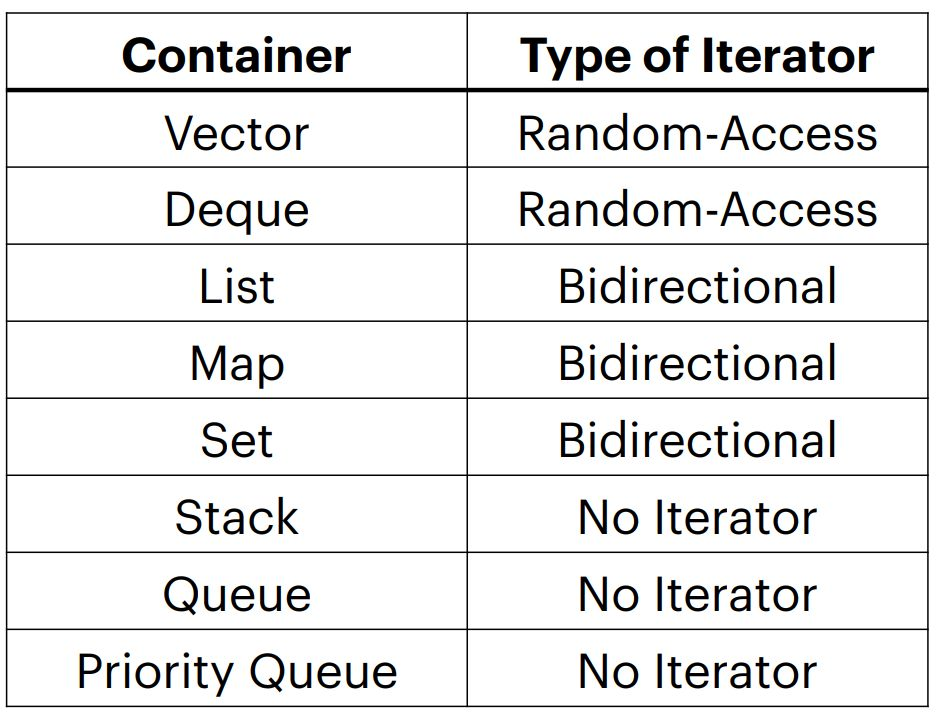 Container Type of Iterator
Vector Random-Access
Deque Random-Access
List Bidirectional
Map Bidirectional
Set Bidirectional
Stack No Iterator
Queue No Iterator
Priority Queue No Iterator